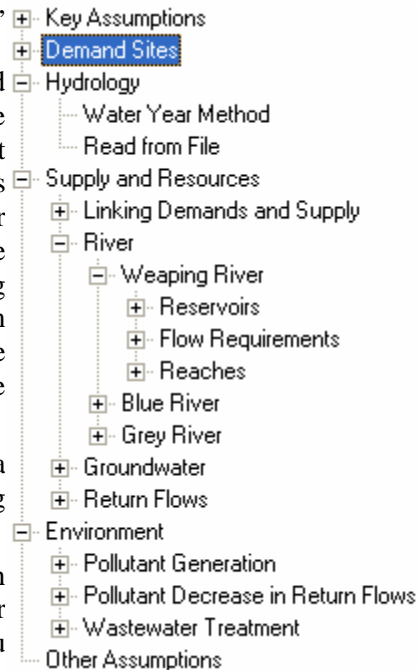 Key Assumptions
Demand Sites
Hydrology
Water Year Method
Read from File
Supply and Resources
Linking Demands and Supply
River
Weaping River
Reservoirs
Flow Requirements
Reaches
Blue River
Grey River
Groundwater
Return Flows
Environment
Pollutant Generation
Pollutant Decrease in Return Flows
Wastewater Treatment
Other Assumptions